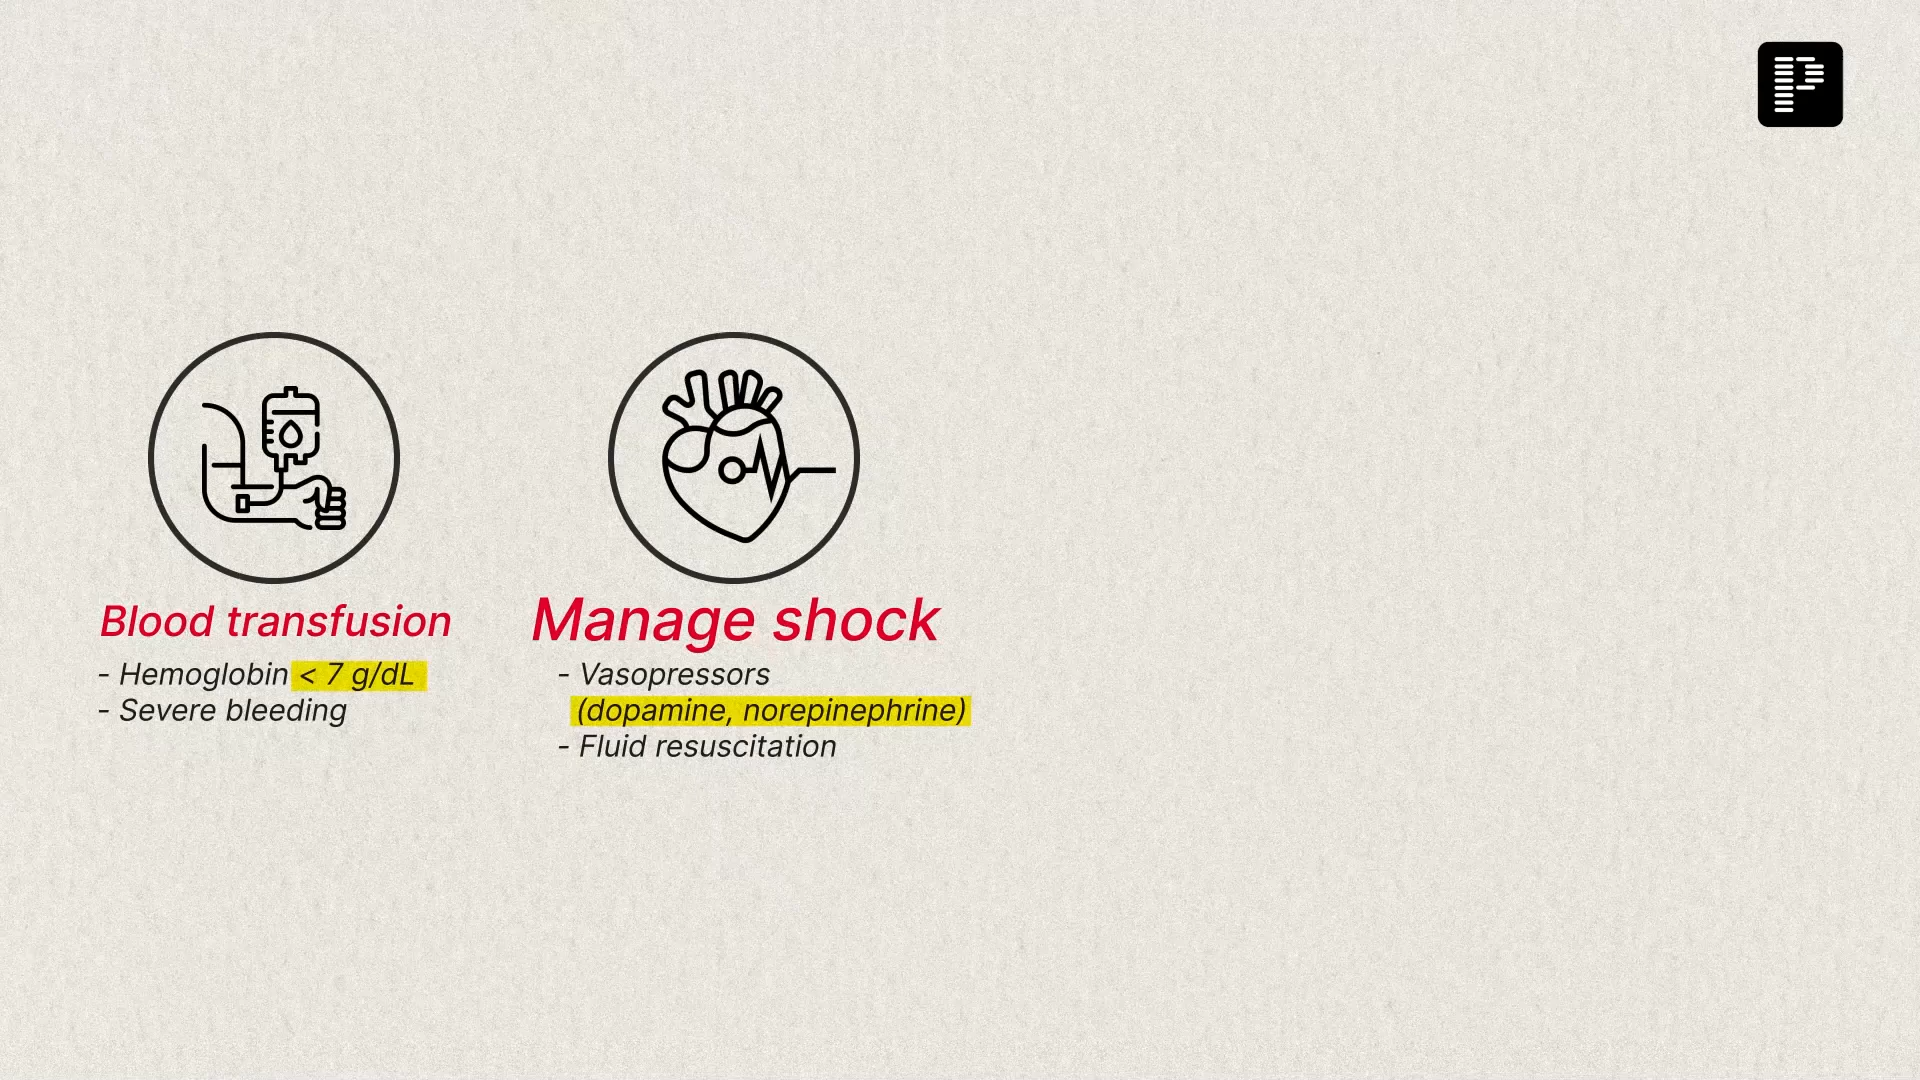 Blood transfusion
- Hemoglobin < 7 g/dL
- Severe bleeding
Manage shock
- Vasopressors
(dopamine, norepinephrine)
- Fluid resuscitation